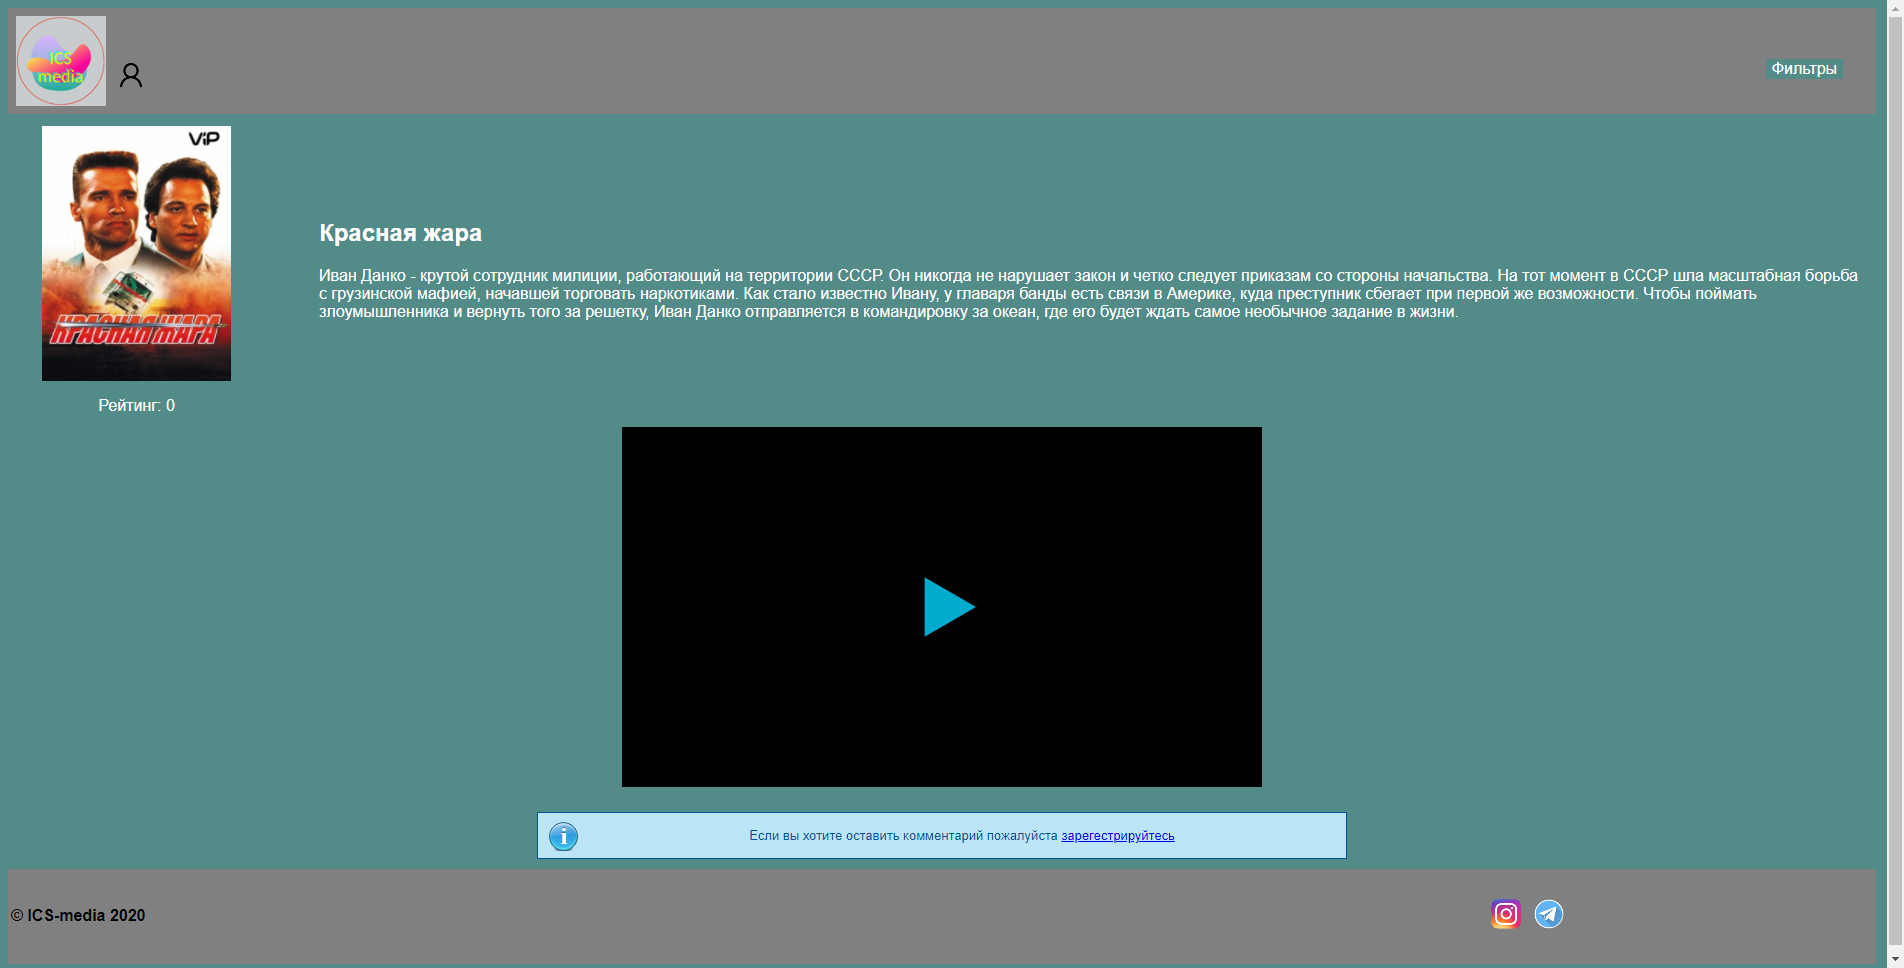 ICS
media
Фильтры
ViP
КРАСНАЯ ЖАРА
Красная жара
Иван Данко - крутой сотрудник милиции, работающий на территории СССР. Он никогда не нарушает закон и четко следует приказам со стороны начальства. На тот момент в СССР шла масштабная борьба
с грузинской мафией, начавшей торговать наркотиками. Как стало известно Ивану, у главаря банды есть связи в Америке, куда преступник сбегает при первой же возможности. Чтобы поймать
злоумышленника и вернуть того за решетку, Иван Данко отправляется в командировку за океан, где его будет ждать самое необычное задание в жизни.
Рейтинг: 0
Если вы хотите оставить комментарий пожалуйста зарегестрируйтесь
© ICS-media 2020